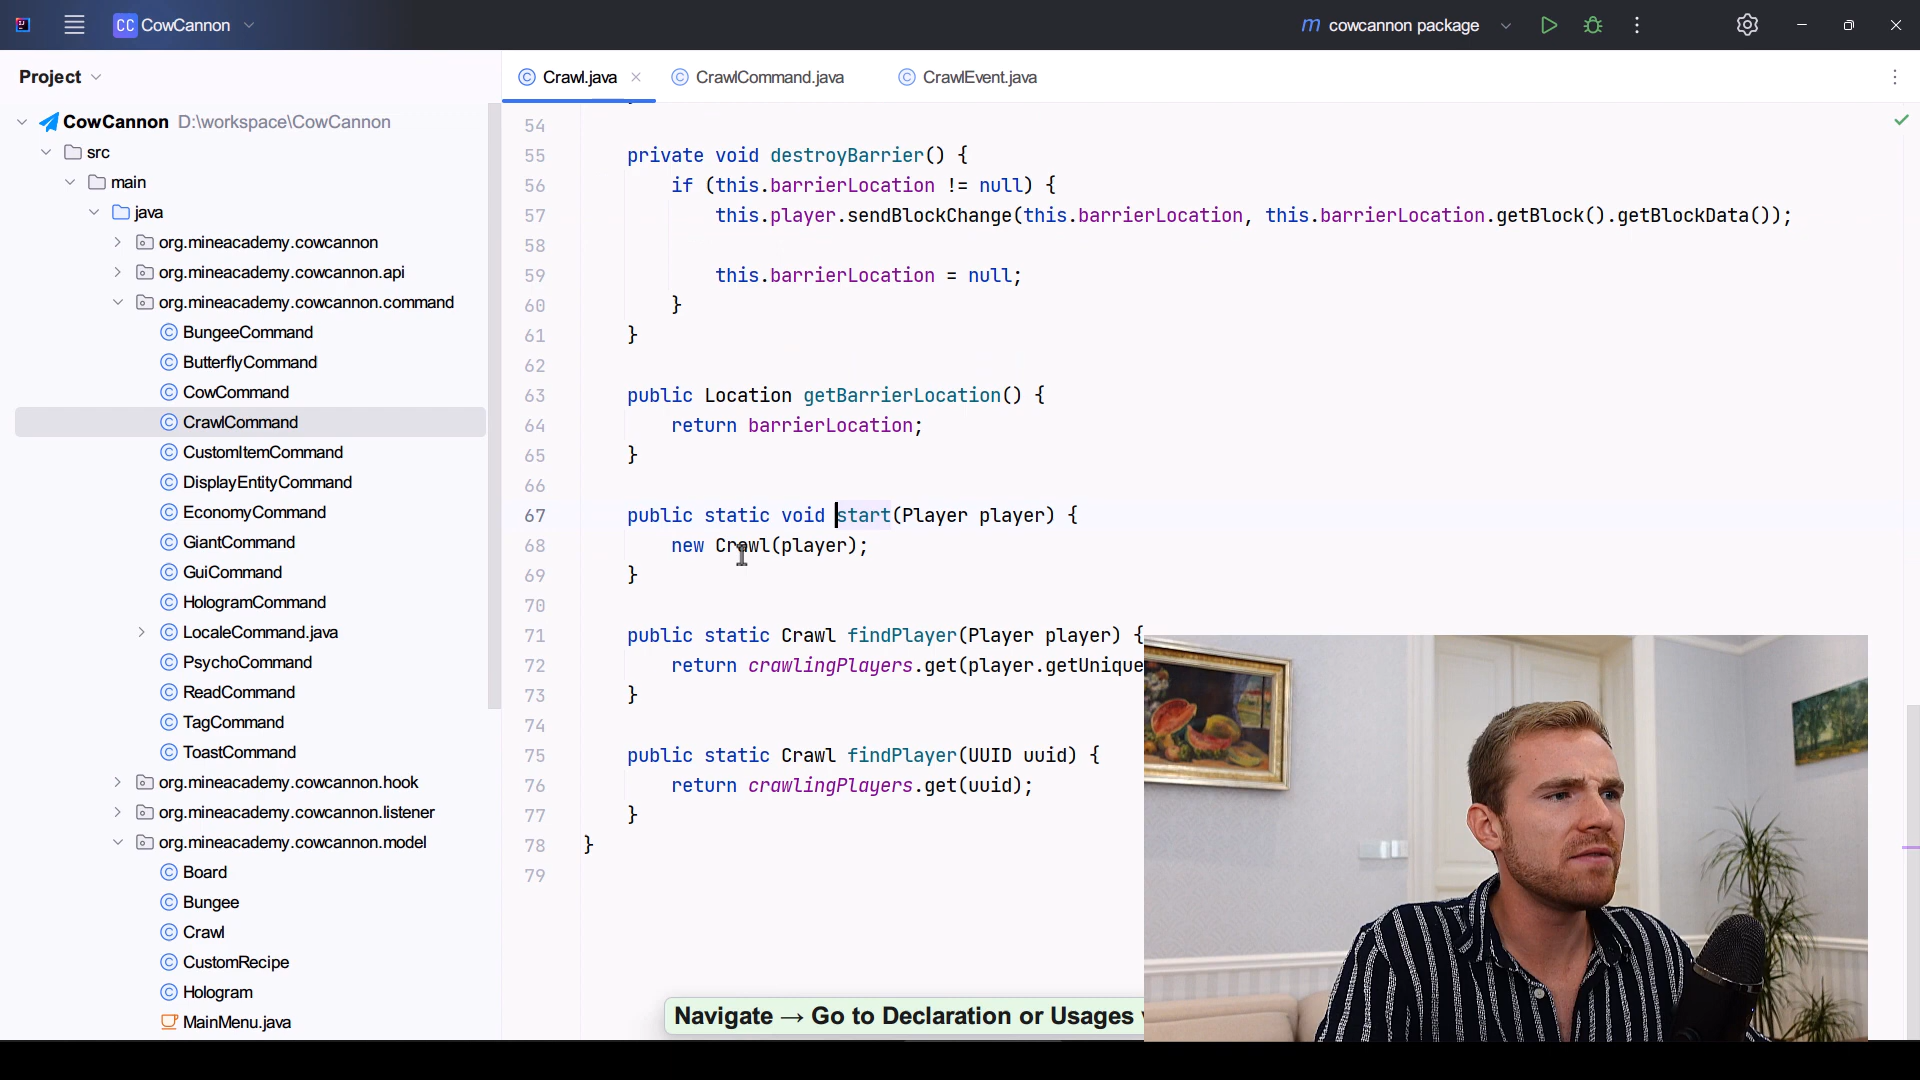 CC CowCannon
cowcannon package
Project
CowCannon D:\workspace\CowCannon
src
main
java
org.mineacademy.cowcannon
org.mineacademy.cowcannon.api
org.mineacademy.cowcannon.command
BungeeCommand
ButterflyCommand
CowCommand
CrawlCommand
CustomItemCommand
DisplayEntityCommand
EconomyCommand
GiantCommand
GuiCommand
HologramCommand
LocaleCommand.java
PsychoCommand
ReadCommand
TagCommand
ToastCommand
org.mineacademy.cowcannon.hook
org.mineacademy.cowcannon.listener
org.mineacademy.cowcannon.model
Board
Bungee
Crawl
CustomRecipe
Hologram
MainMenu.java
Crawl.java CrawlCommand.java CrawlEvent.java
54
55 private void destroyBarrier() {
56 if (this.barrierLocation != null) {
57 this.player.sendBlockChange(this.barrierLocation, this.barrierLocation.getBlock().getBlockData());
58
59 this.barrierLocation = null;
60 }
61 }
62
63 public Location getBarrierLocation() {
64 return barrierLocation;
65 }
66
67 public static void start(Player player) {
68 new Crawl(player);
69 }
70
71 public static Crawl findPlayer(Player player) {
72 return crawlingPlayers.get(player.getUnique
73 }
74
75 public static Crawl findPlayer(UUID uuid) {
76 return crawlingPlayers.get(uuid);
77 }
78 }
79
Navigate → Go to Declaration or Usages